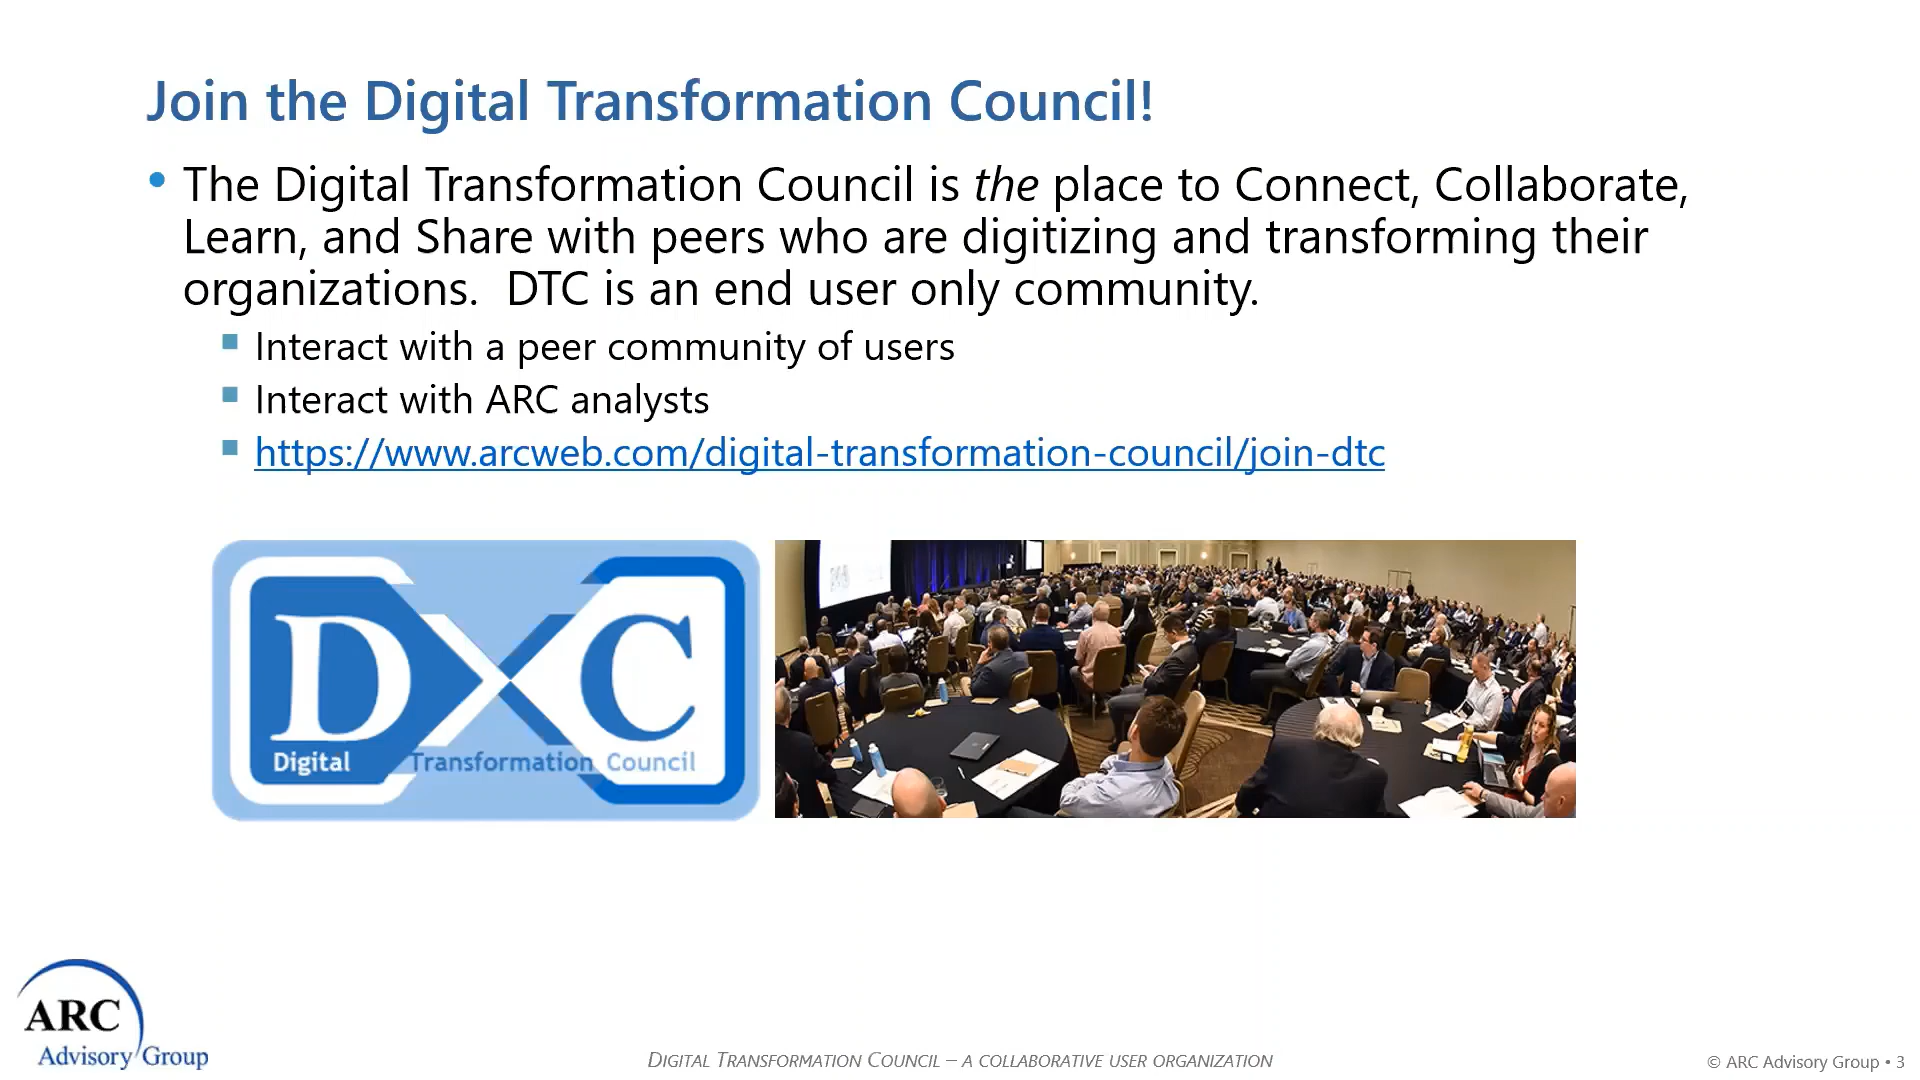 Join the Digital Transformation Council!
• The Digital Transformation Council is the place to Connect, Collaborate,
Learn, and Share with peers who are digitizing and transforming their
organizations.  DTC is an end user only community.
▪ Interact with a peer community of users
▪ Interact with ARC analysts
▪ https://www.arcweb.com/digital-transformation-council/join-dtc
DXC
Digital Transformation Council
ARC
Advisory Group
DIGITAL TRANSFORMATION COUNCIL – A COLLABORATIVE USER ORGANIZATION
© ARC Advisory Group • 3